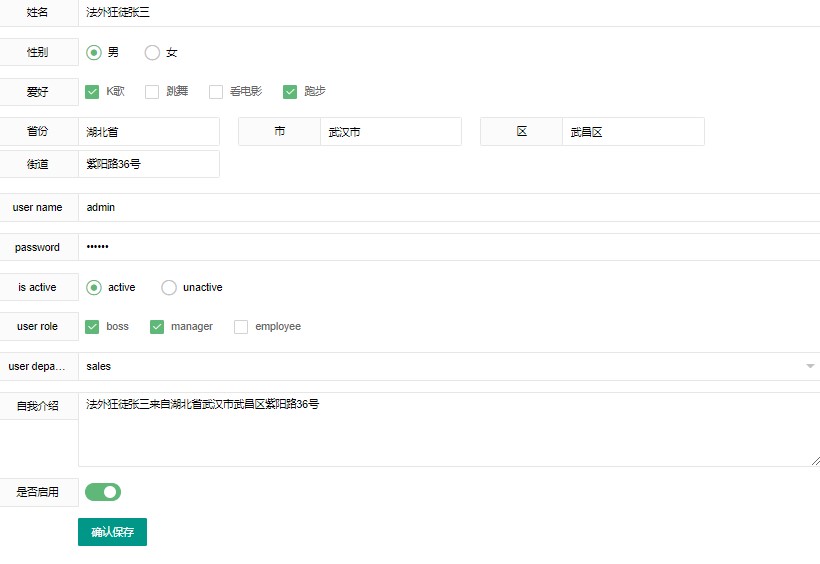 姓名 法外狂徒张三
性别 男 女
爱好 K歌 跳舞 看电影 跑步
省份 湖北省 市 武汉市 区 武昌区
街道 紫阳路36号
user name admin
password ••••••
is active active unactive
user role boss manager employee
user depa... sales
自我介绍 法外狂徒张三来自湖北省武汉市武昌区紫阳路36号
是否启用
确认保存